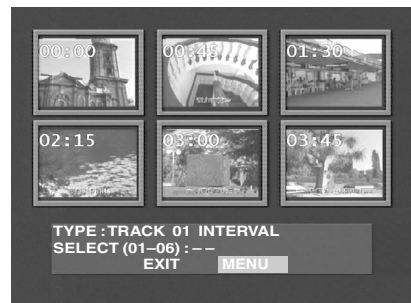 00:00 00:45 01:30
02:15 03:00 03:45
TYPE : TRACK 01 INTERVAL
SELECT (01–06) : – –
EXIT MENU